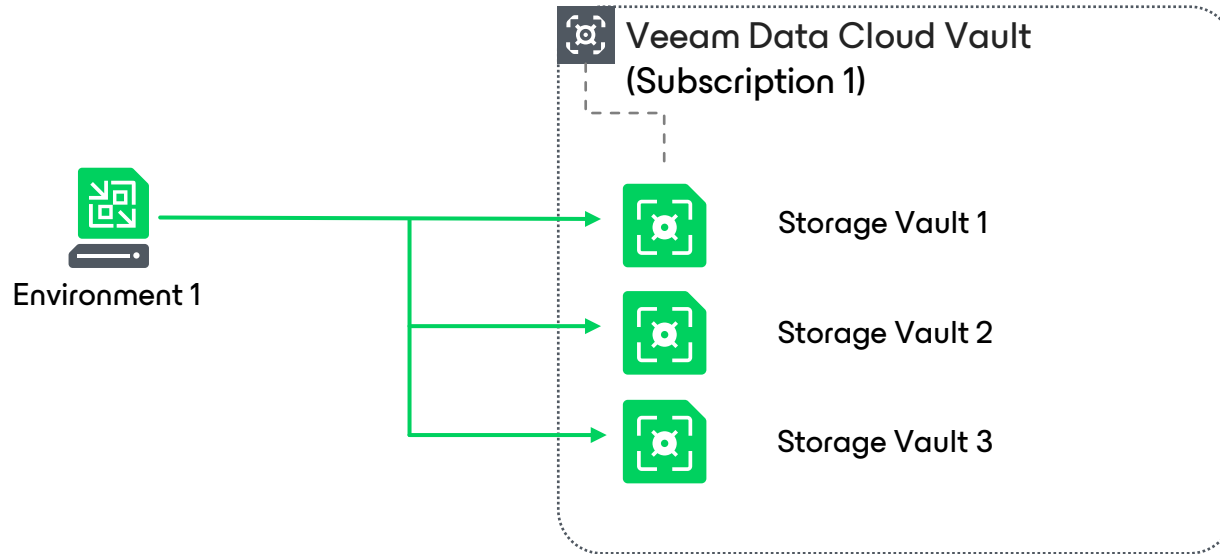 Veeam Data Cloud Vault
(Subscription 1)
Storage Vault 1
Environment 1
Storage Vault 2
Storage Vault 3